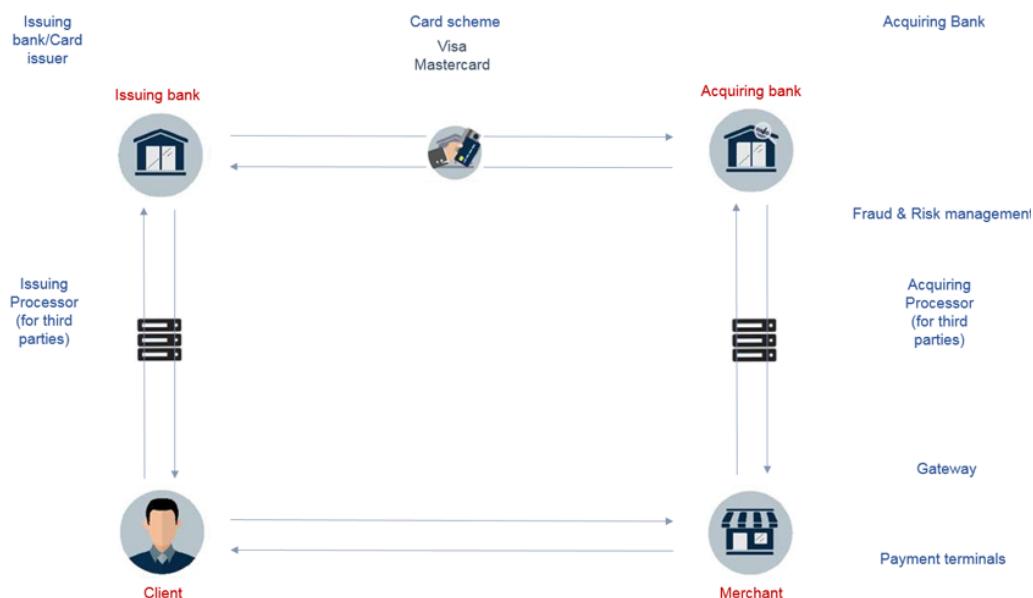 Issuing
bank/Card
issuer
Card scheme
Visa
Mastercard
Acquiring Bank
Issuing bank
Acquiring bank
Fraud & Risk management
Issuing
Processor
(for third
parties)
Acquiring
Processor
(for third
parties)
Gateway
Payment terminals
Client
Merchant